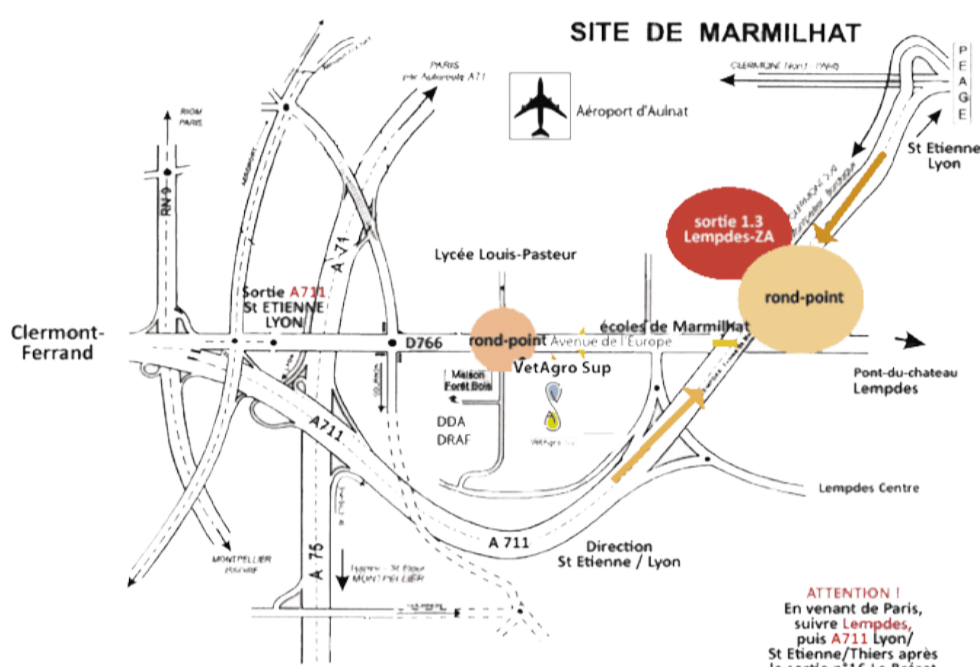 SITE DE MARMILHAT
PARIS
par Autoroute A71
Aéroport d'Aulnat
PEAGE
St Etienne
Lyon
RIOM
PARIS
RN 9
A 71
sortie 1.3
Lempdes-ZA
rond-point
Lycée Louis-Pasteur
Sortie A711
St ETIENNE
LYON
Clermont-
Ferrand
D766
rond-point
écoles de Marmilhat
Avenue de l'Europe
VetAgro Sup
Pont-du-chateau
Lempdes
Maison
Forêt Bois
DDA
DRAF
VetAgro Sup
A711
Lempdes Centre
A 711
Direction
St Etienne / Lyon
A 75
MONTPELLIER
MONTPELLIER
ATTENTION !
En venant de Paris,
suivre Lempdes,
puis A711 Lyon/
St Etienne/Thiers après